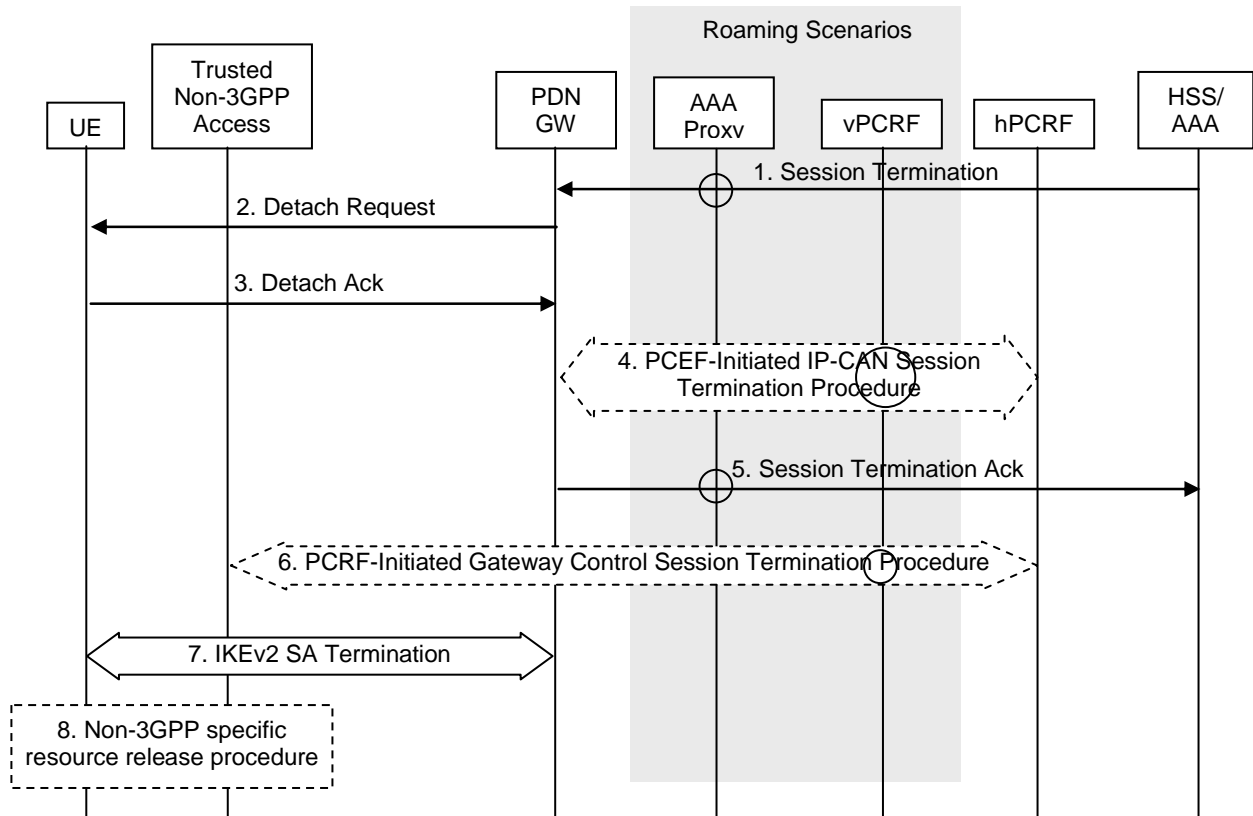 Roaming Scenarios
Trusted
Non-3GPP
Access
UE
PDN
GW
AAA
Proxv
vPCRF
hPCRF
HSS/
AAA
1. Session Termination
2. Detach Request
3. Detach Ack
4. PCEF-Initiated IP-CAN Session
Termination Procedure
5. Session Termination Ack
6. PCRF-Initiated Gateway Control Session Termination Procedure
7. IKEv2 SA Termination
8. Non-3GPP specific
resource release procedure